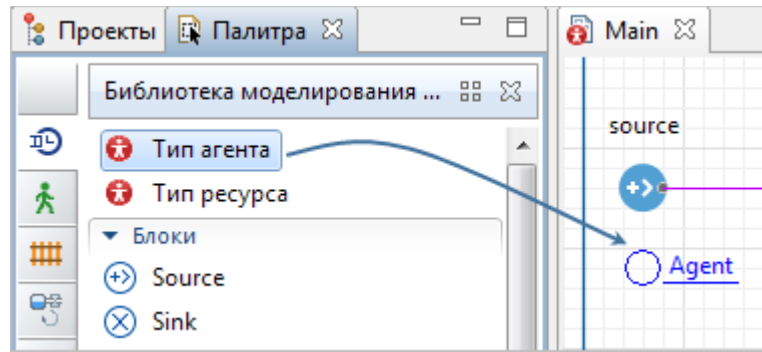 Проекты Палитра Main
Библиотека моделирования ...
source
Тип агента
Тип ресурса
Agent
Блоки
Source
Sink